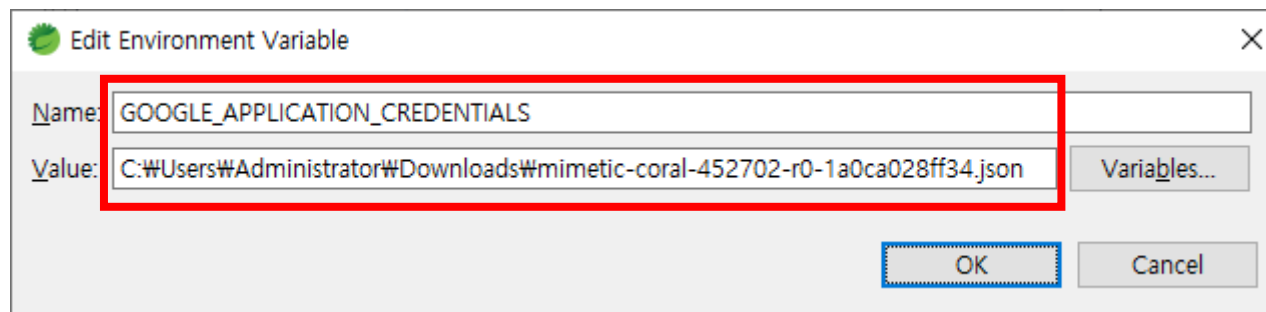 Edit Environment Variable
Name: GOOGLE_APPLICATION_CREDENTIALS
Value: C:₩Users₩Administrator₩Downloads₩mimetic-coral-452702-r0-1a0ca028ff34.json Variables...
OK Cancel